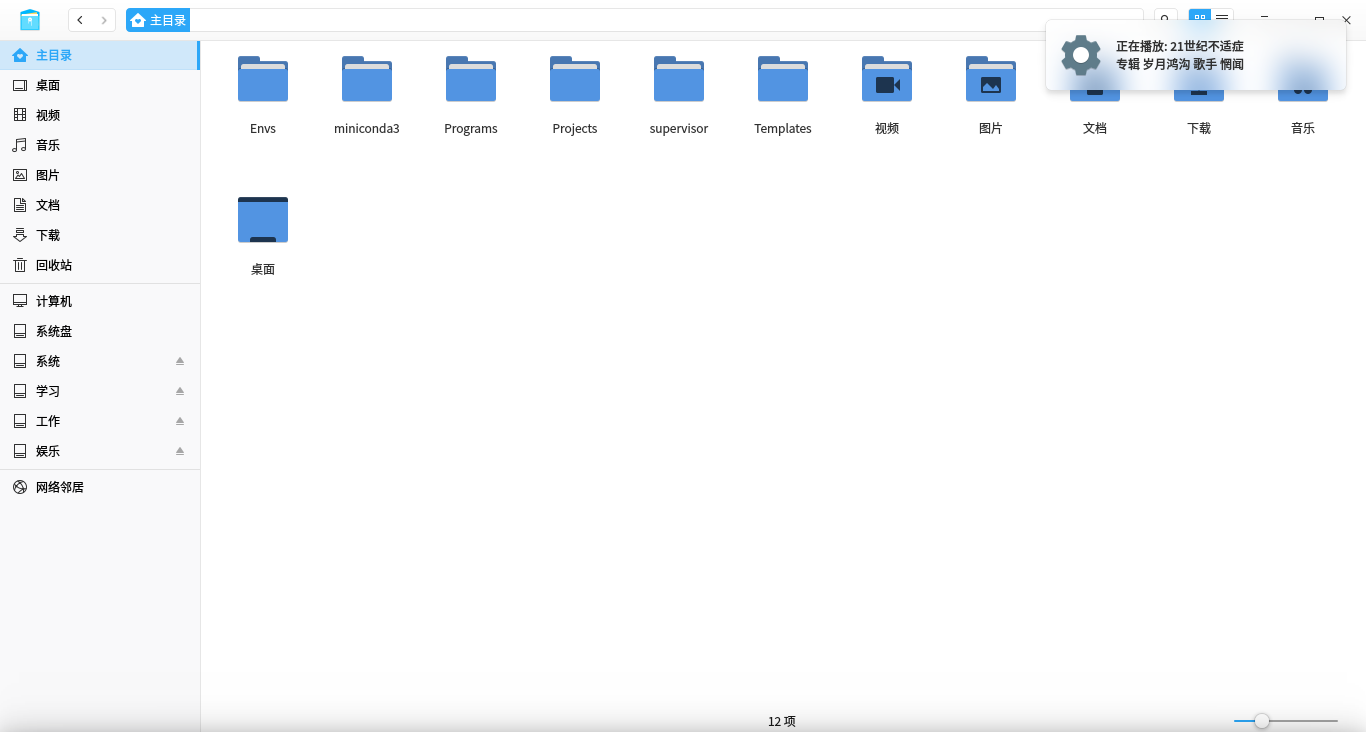 主目录
正在播放: 21世纪不适症
专辑 岁月鸿沟 歌手 惘闻
主目录
桌面
视频
音乐
图片
文档
下载
回收站
计算机
系统盘
系统
学习
工作
娱乐
网络邻居
Envs
miniconda3
Programs
Projects
supervisor
Templates
视频
图片
文档
下载
音乐
桌面
12 项